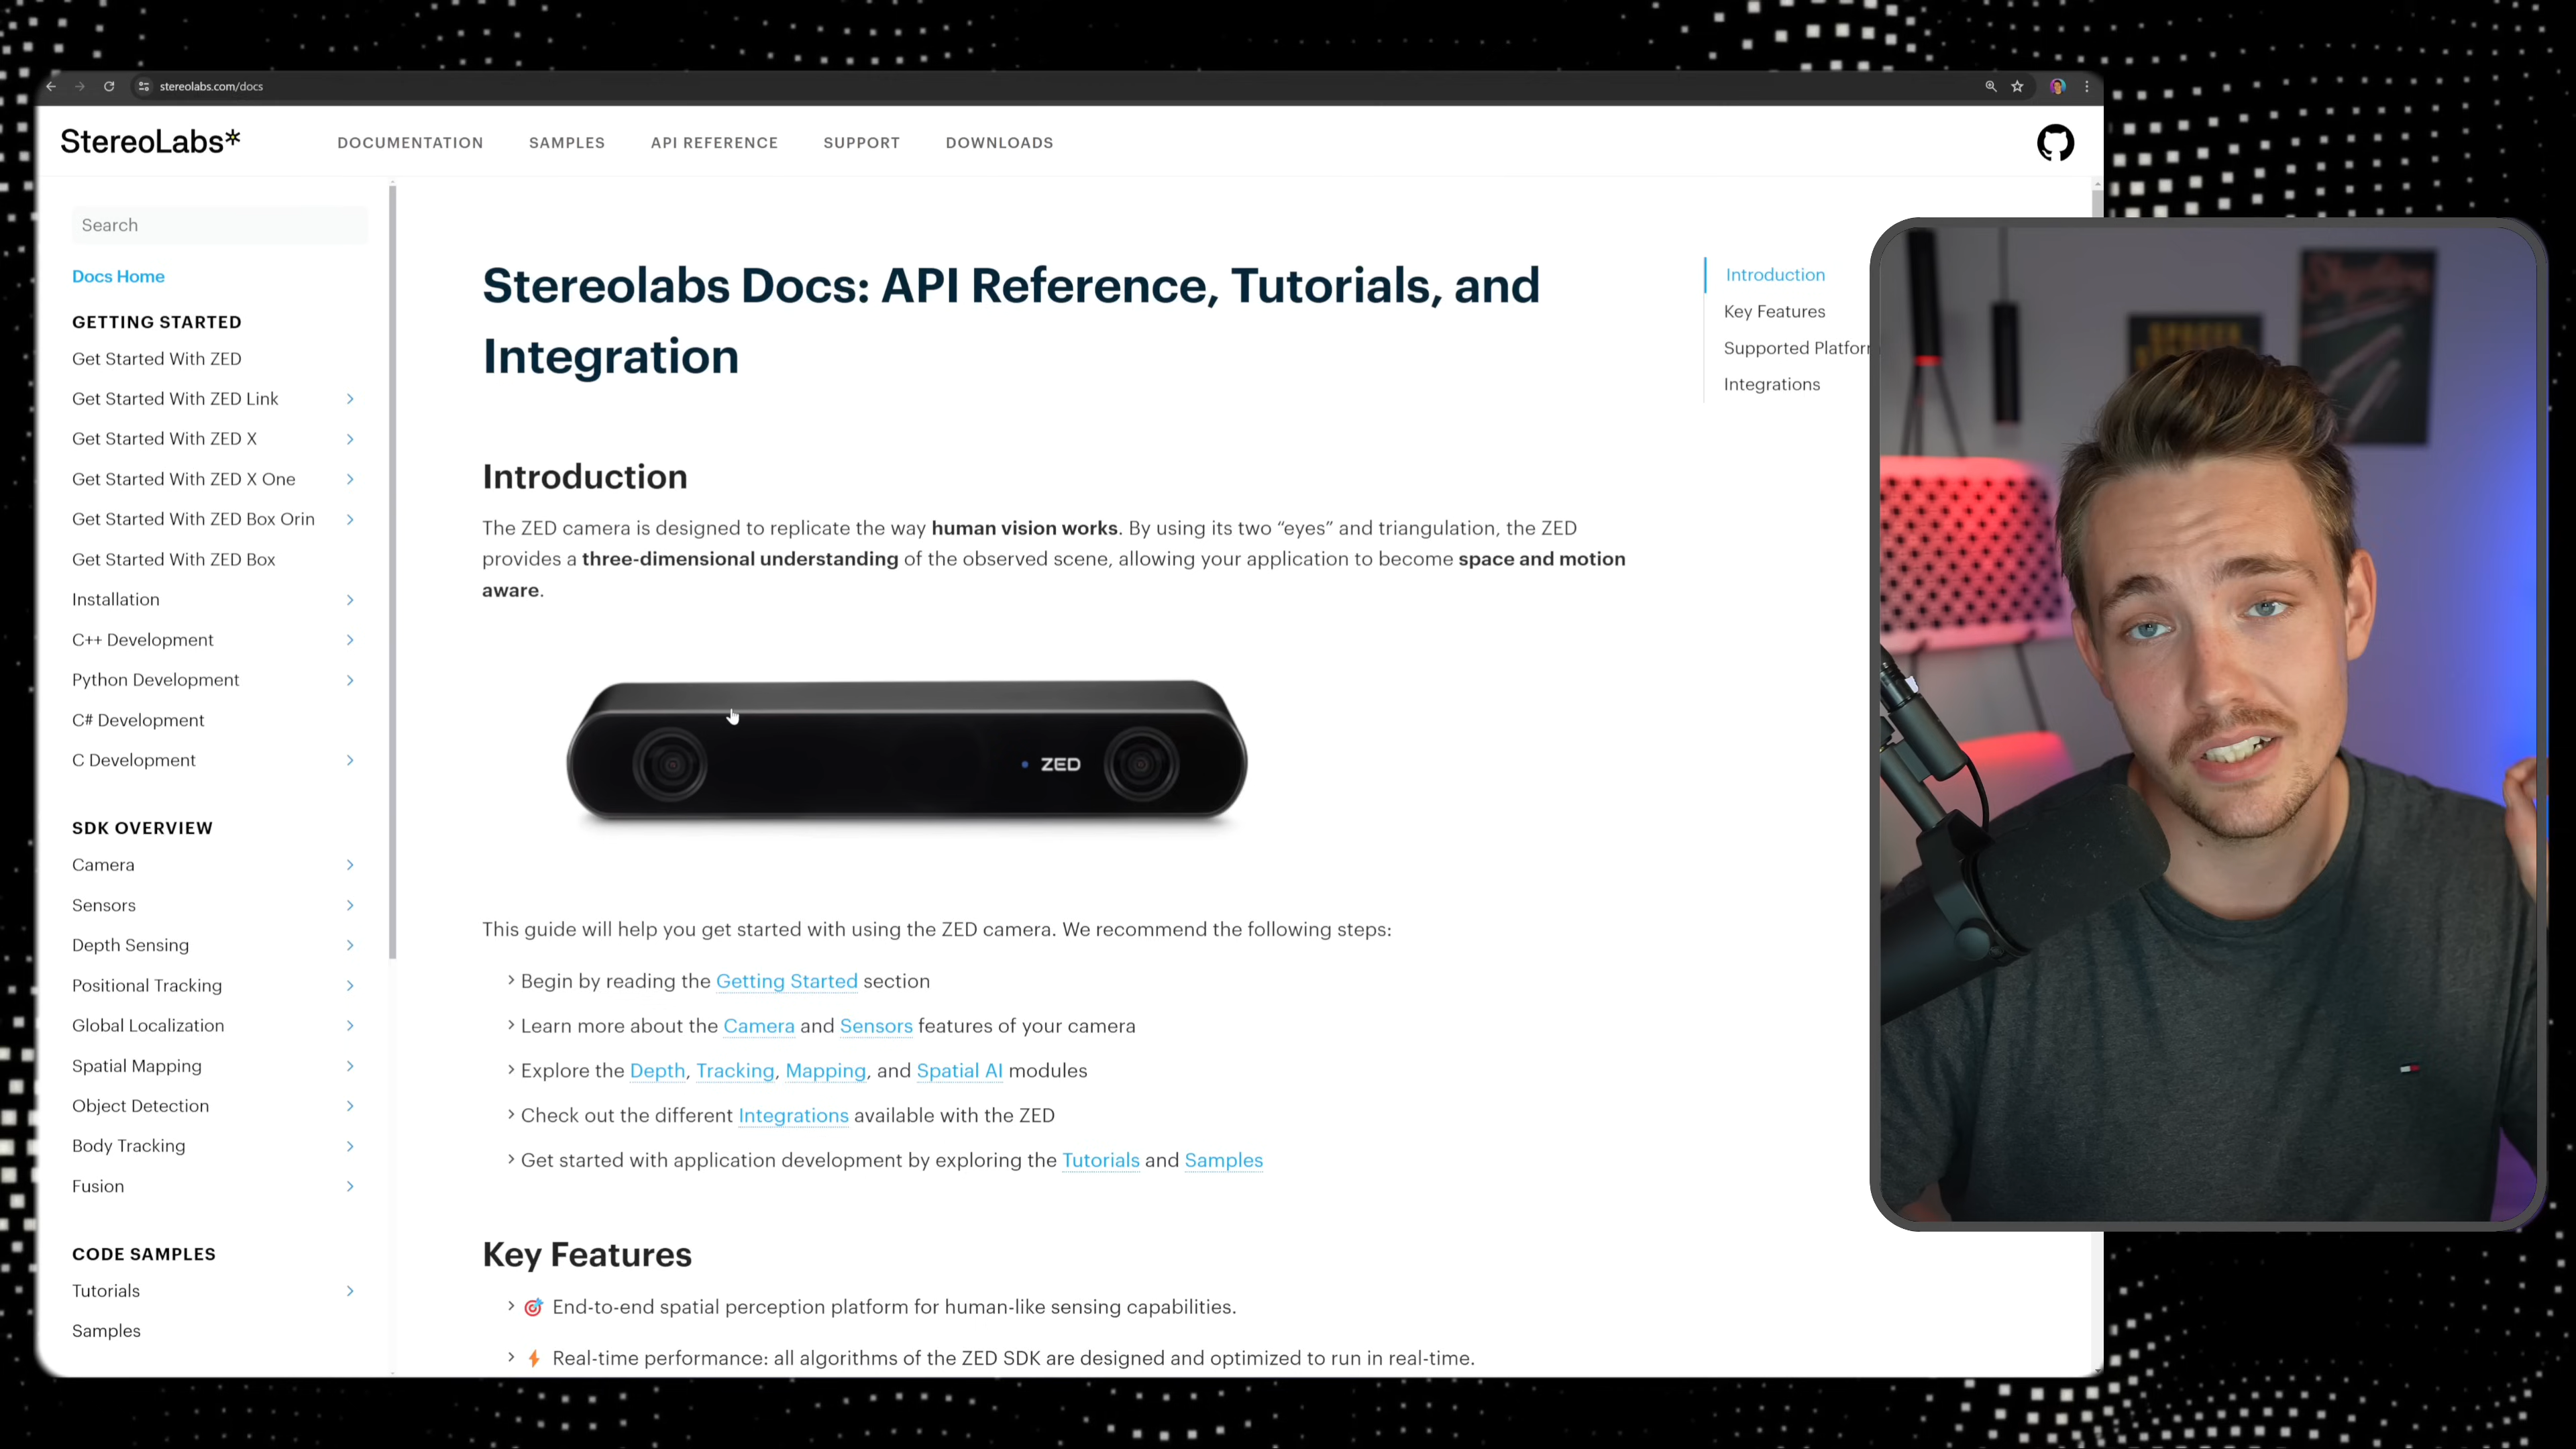 stereolabs.com/docs
StereoLabs*
DOCUMENTATION
SAMPLES
API REFERENCE
SUPPORT
DOWNLOADS
Search
Docs Home
GETTING STARTED
Get Started With ZED
Get Started With ZED Link
Get Started With ZED X
Get Started With ZED X One
Get Started With ZED Box Orin
Get Started With ZED Box
Installation
C++ Development
Python Development
C# Development
C Development
SDK OVERVIEW
Camera
Sensors
Depth Sensing
Positional Tracking
Global Localization
Spatial Mapping
Object Detection
Body Tracking
Fusion
CODE SAMPLES
Tutorials
Samples
Stereolabs Docs: API Reference, Tutorials, and
Integration
Introduction
The ZED camera is designed to replicate the way human vision works. By using its two “eyes” and triangulation, the ZED
provides a three-dimensional understanding of the observed scene, allowing your application to become space and motion
aware.
ZED
This guide will help you get started with using the ZED camera. We recommend the following steps:
Begin by reading the Getting Started section
Learn more about the Camera and Sensors features of your camera
Explore the Depth, Tracking, Mapping, and Spatial AI modules
Check out the different Integrations available with the ZED
Get started with application development by exploring the Tutorials and Samples
Key Features
End-to-end spatial perception platform for human-like sensing capabilities.
Real-time performance: all algorithms of the ZED SDK are designed and optimized to run in real-time.
Introduction
Key Features
Supported Platfor
Integrations